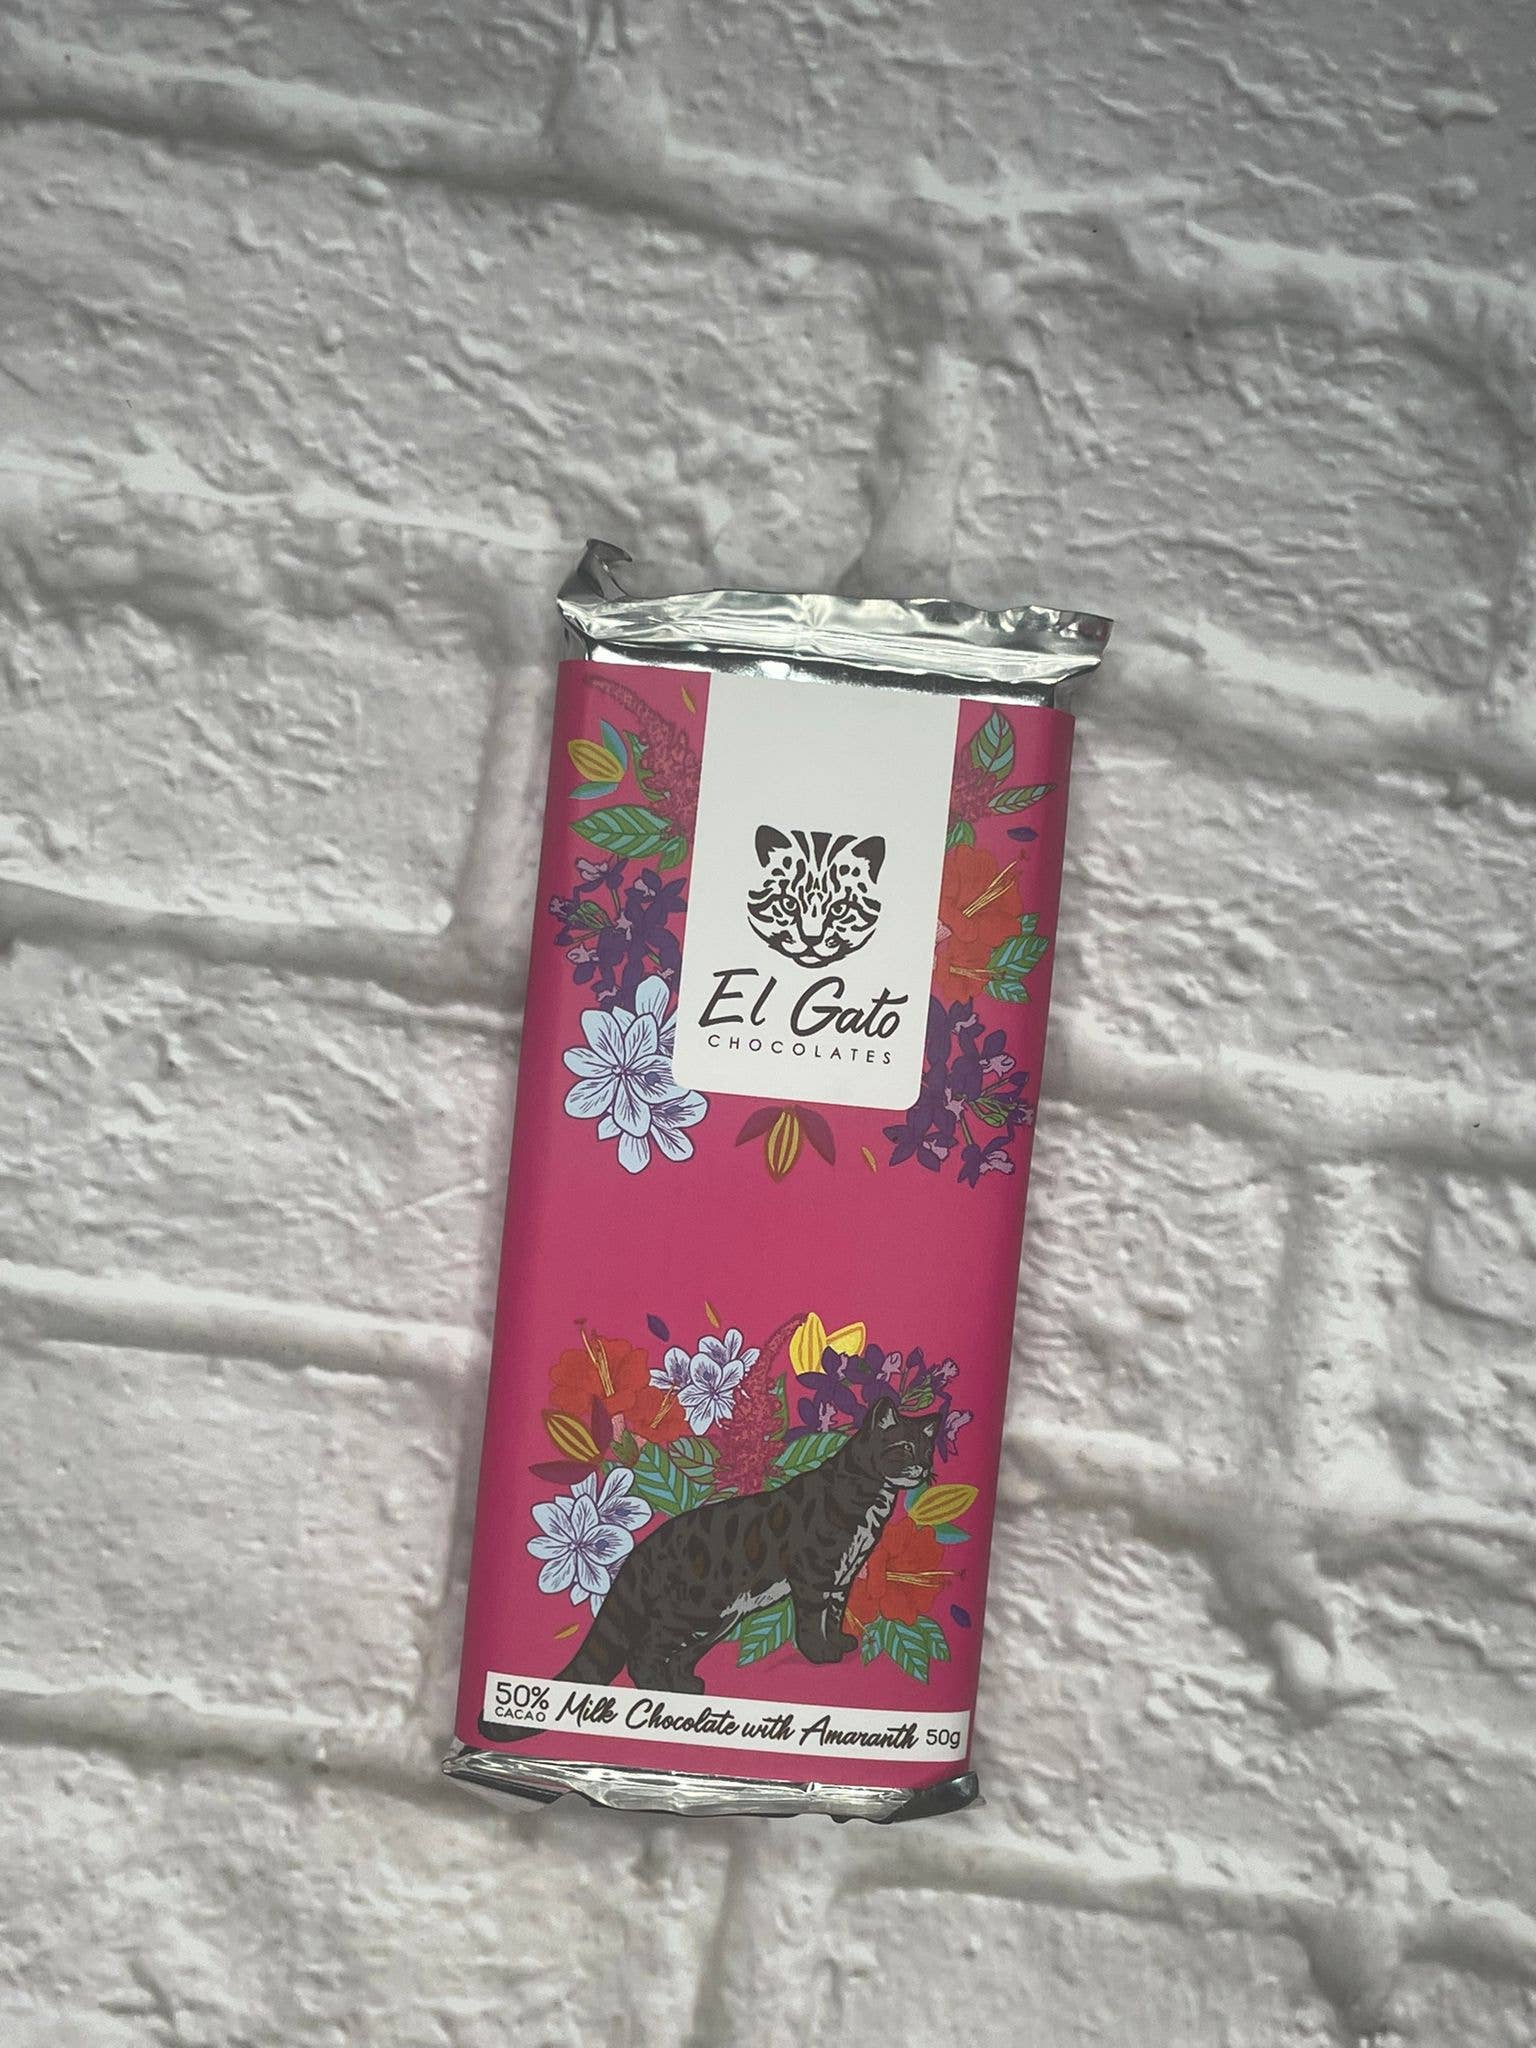 El Gato
CHOCOLATES
50% Milk Chocolate with Amaranth 50g
CACAO